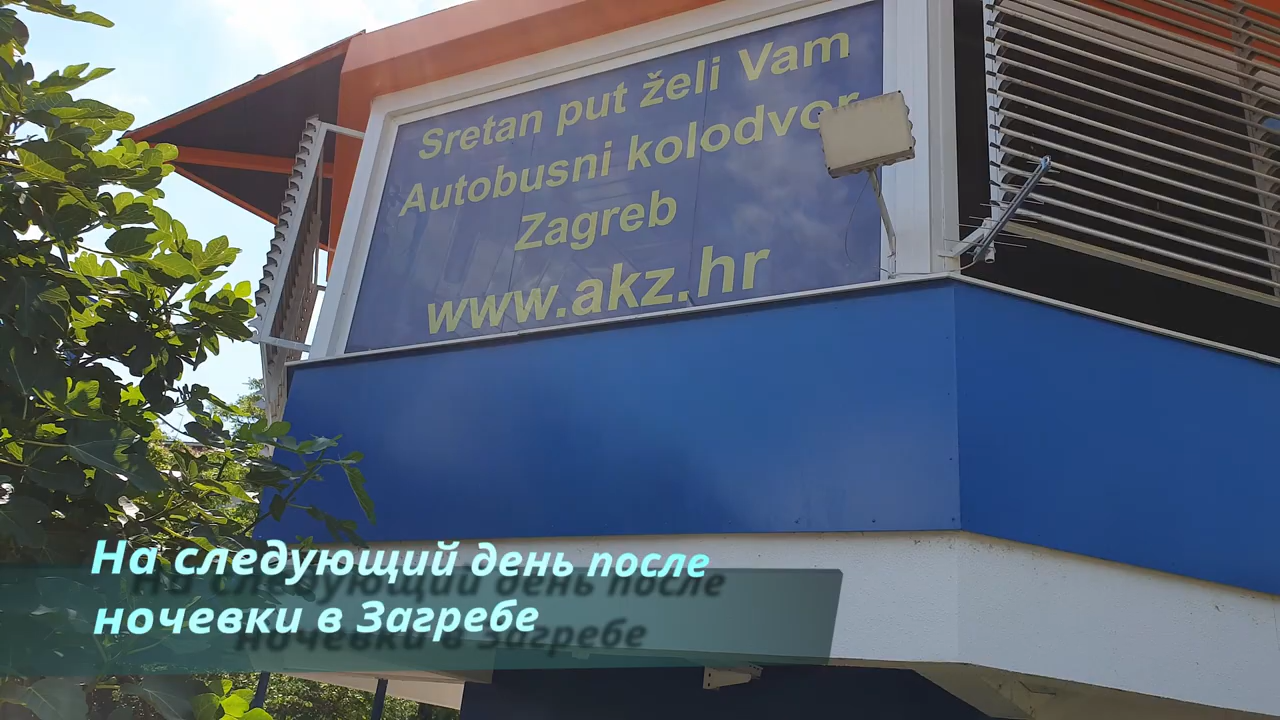 Sretan put želi Vam
Autobusni kolodvor
Zagreb
www.akz.hr
На следующий день после
ночевки в Загребе